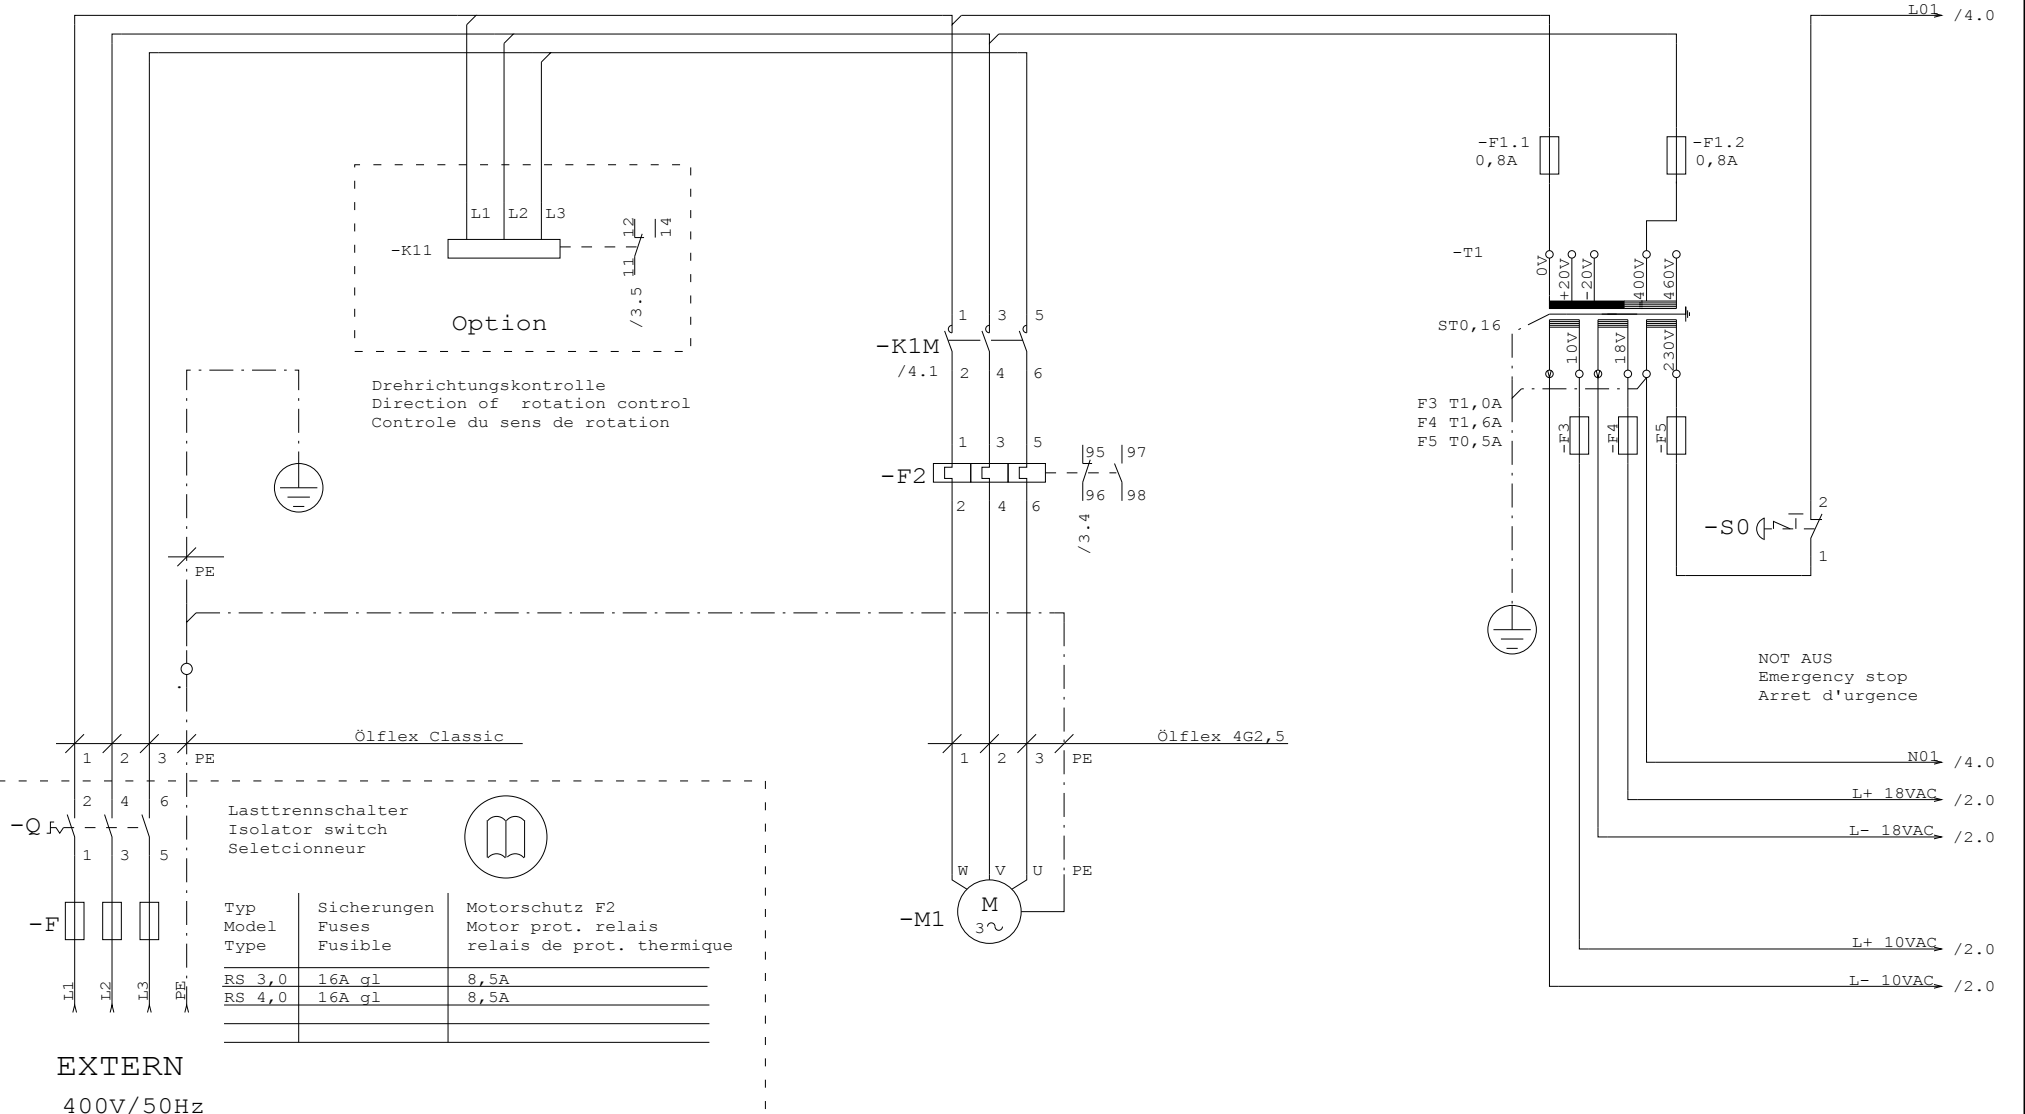 L01 /4.0
-F1.1
0,8A
-F1.2
0,8A
L1 L2 L3
12
14
-K11
11
/3.5
Option
Drehrichtungskontrolle
Direction of rotation control
Controle du sens de rotation
1 3 5
-K1M
/4.1
2 4 6
1 3 5
-F2
2 4 6
95 97
96 98
/3.4
-T1
0V
+20V
-20V
400V
460V
ST0,16
10V
18V
230V
F3 T1,0A
F4 T1,6A
F5 T0,5A
-F3
-F4
-F5
2
-S0
1
PE
NOT AUS
Emergency stop
Arret d'urgence
Ölflex Classic
1 2 3 PE
Ölflex 4G2,5
1 2 3 PE
N01 /4.0
L+ 18VAC /2.0
L- 18VAC /2.0
L+ 10VAC /2.0
L- 10VAC /2.0
2 4 6
-Q
1 3 5
Lasttrennschalter
Isolator switch
Seletcionneur
W V U PE
-M1
M
3~
-F
Typ Sicherungen Motorschutz F2
Model Fuses Motor prot. relais
Type Fusible relais de prot. thermique
RS 3,0 16A gl 8,5A
RS 4,0 16A gl 8,5A
L1 L2 L3 PE
EXTERN
400V/50Hz